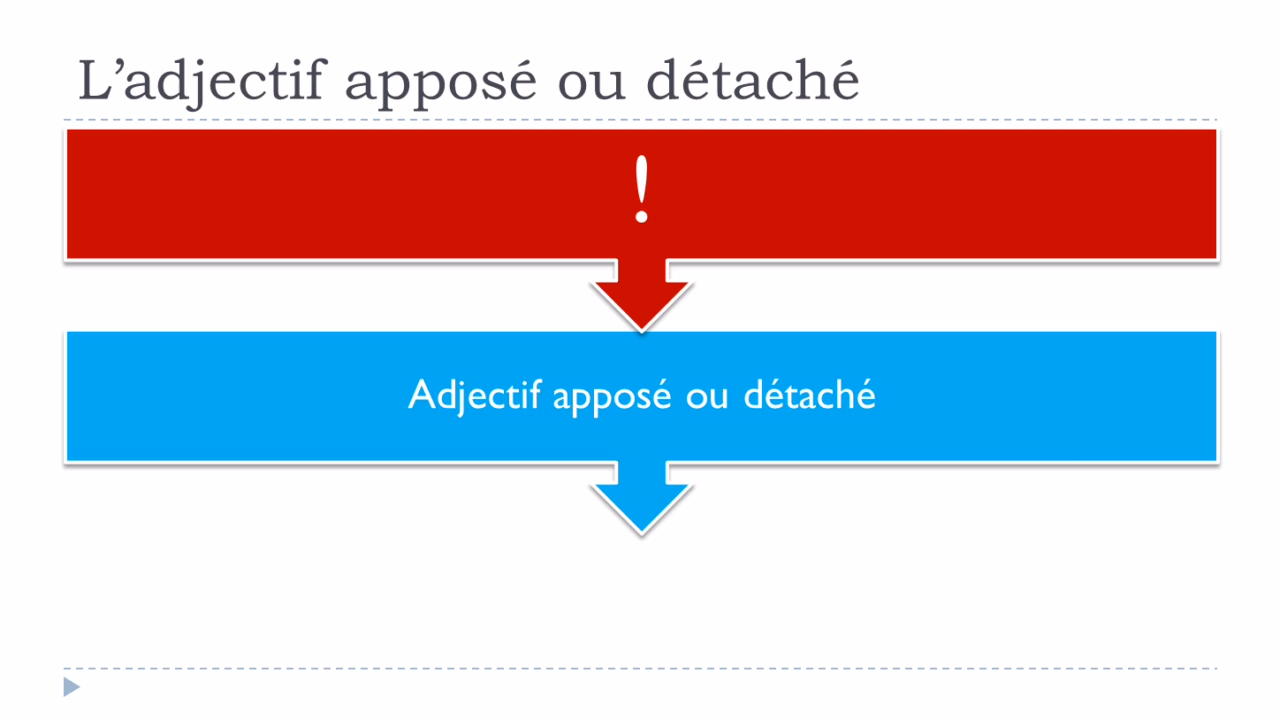 L’adjectif apposé ou détaché
!
Adjectif apposé ou détaché